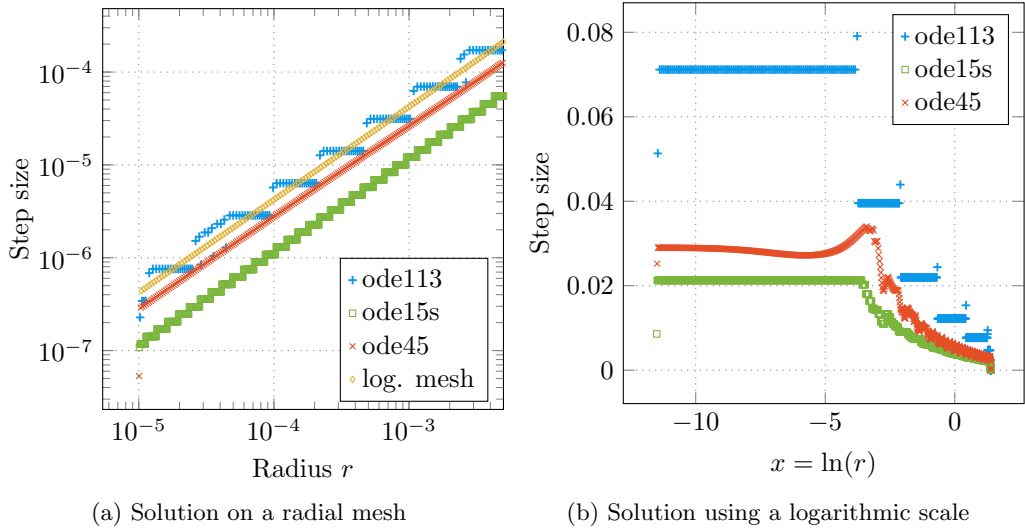 10^{-4}
10^{-5}
10^{-6}
10^{-7}
Step size
10^{-5} 10^{-4} 10^{-3}
Radius r
ode113
ode15s
ode45
log. mesh
(a) Solution on a radial mesh
0.08
0.06
0.04
0.02
0
Step size
−10 −5 0
x = ln(r)
ode113
ode15s
ode45
(b) Solution using a logarithmic scale